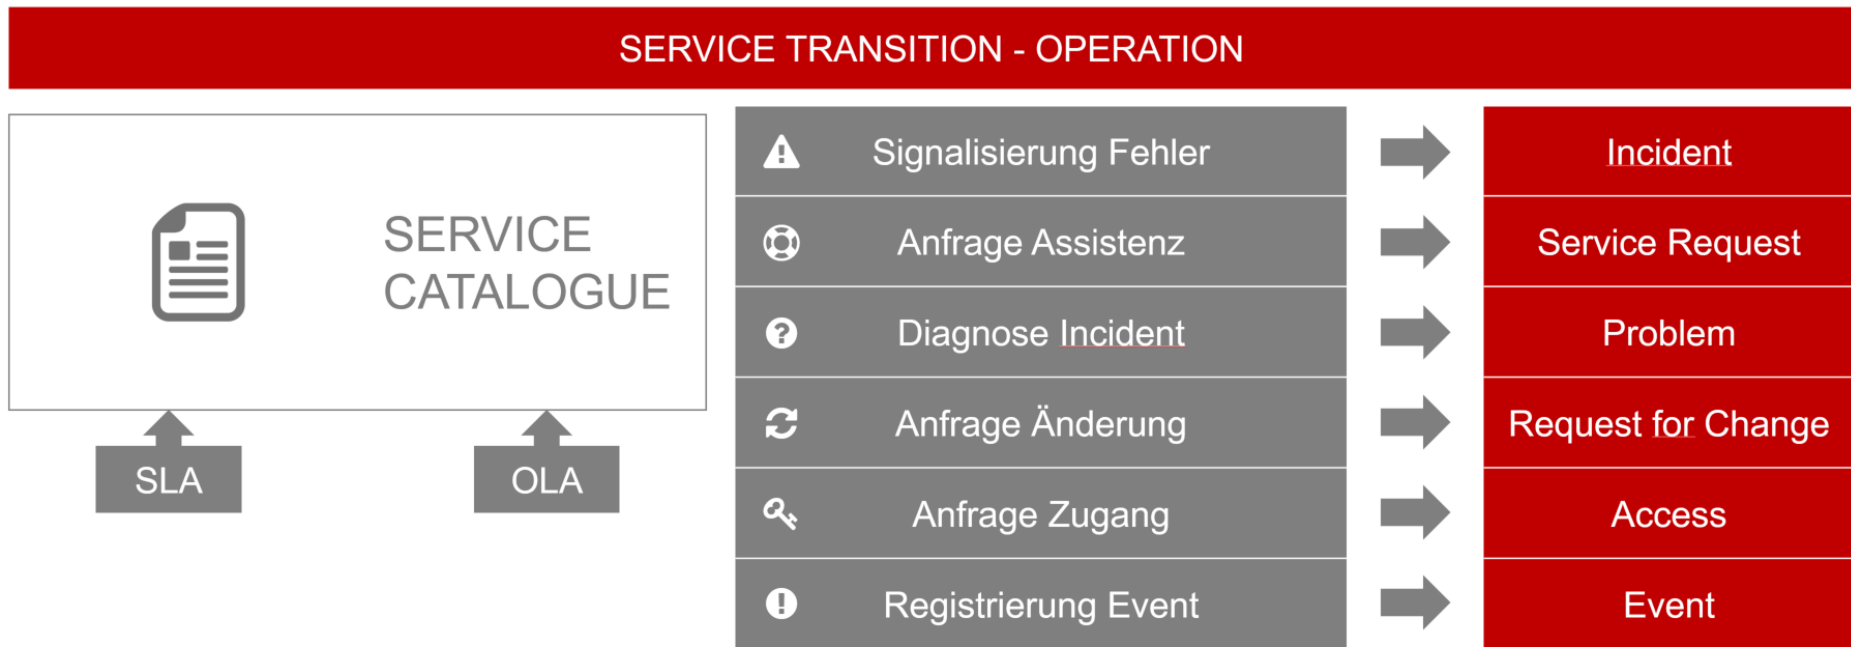 SERVICE TRANSITION - OPERATION
SERVICE
CATALOGUE
SLA
OLA
Signalisierung Fehler
Incident
Anfrage Assistenz
Service Request
Diagnose Incident
Problem
Anfrage Änderung
Request for Change
Anfrage Zugang
Access
Registrierung Event
Event